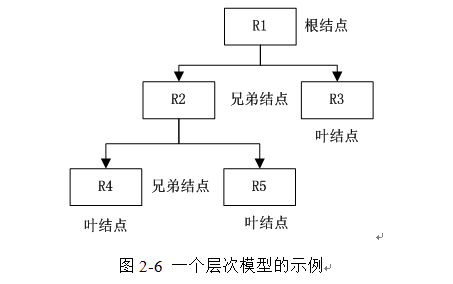 R1 根结点
R2 兄弟结点 R3
叶结点
R4 兄弟结点 R5
叶结点 叶结点
图 2-6 一个层次模型的示例